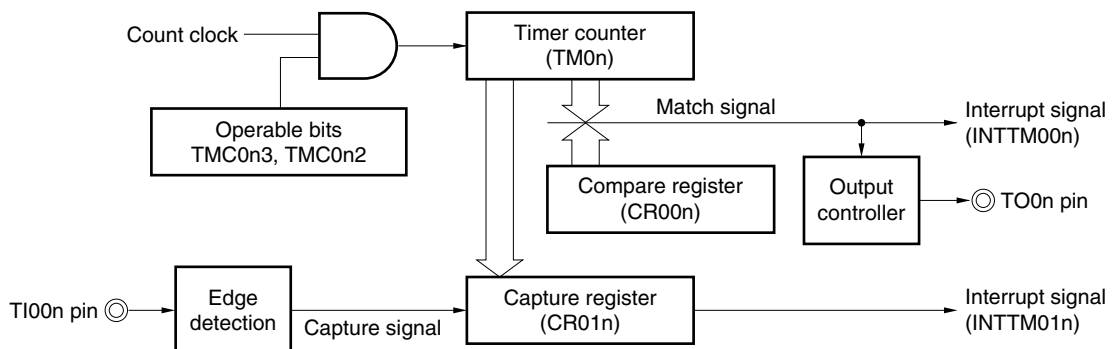 Count clock
Timer counter
(TM0n)
Operable bits
TMC0n3, TMC0n2
Match signal
Interrupt signal
(INTTM00n)
Compare register
(CR00n)
Output
controller
TO0n pin
TI00n pin
Edge
detection
Capture signal
Capture register
(CR01n)
Interrupt signal
(INTTM01n)